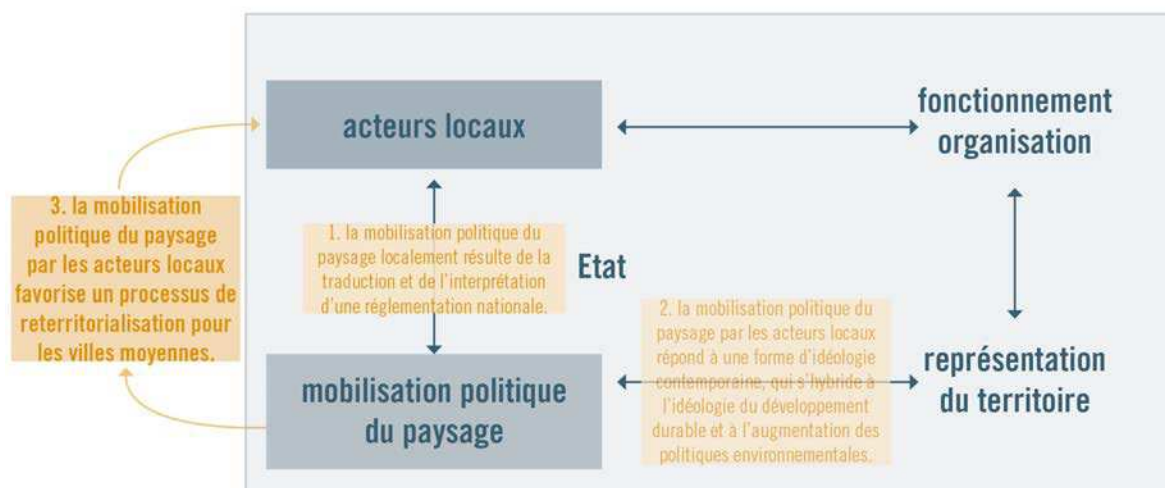 acteurs locaux
fonctionnement
organisation
3. la mobilisation
politique du paysage
par les acteurs locaux
favorise un processus de
reterritorialisation pour
les villes moyennes.
1. la mobilisation politique du
paysage localement résulte de la
traduction et de l'interprétation
d'une réglementation nationale.
Etat
2. la mobilisation politique du
paysage par les acteurs locaux
répond à une forme d'idéologie
contemporaine, qui s'hybride à
l'idéologie du développement
durable et à l'augmentation des
politiques environnementales.
mobilisation politique
du paysage
représentation
du territoire